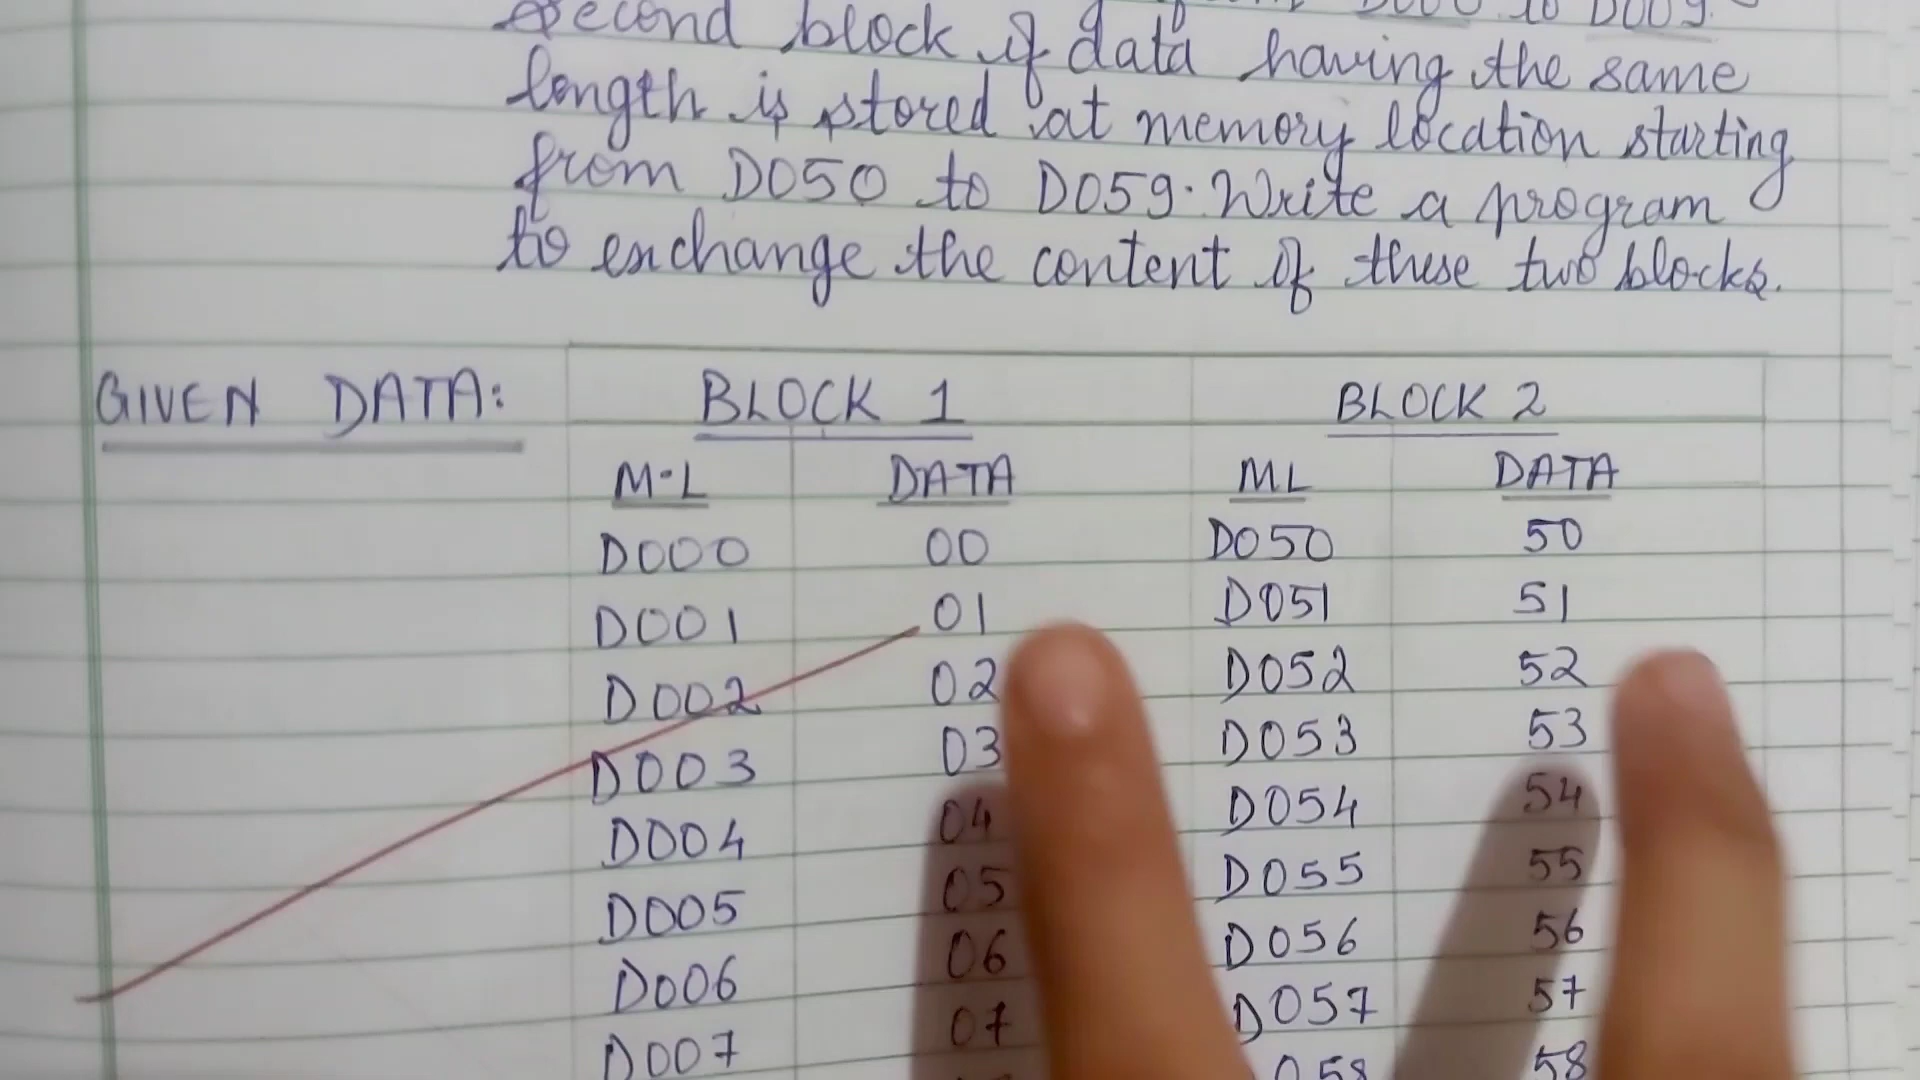 to D009.
second block of data having the same
length is stored at memory location starting
from D050 to D059. Write a program
to exchange the content of these two blocks.
GIVEN DATA: BLOCK 1 BLOCK 2
M·L DATA ML DATA
D000 00 D050 50
D001 01 D051 51
D002 02 D052 52
D003 03 D053 53
D004 04 D054 54
D005 05 D055 55
D006 06 D056 56
D007 07 D057 57
058 58